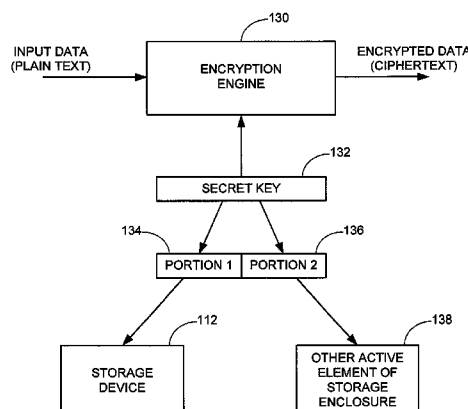 130
INPUT DATA
(PLAIN TEXT)
ENCRYPTION
ENGINE
ENCRYPTED DATA
(CIPHERTEXT)
132
SECRET KEY
134
136
PORTION 1
PORTION 2
112
138
STORAGE
DEVICE
OTHER ACTIVE
ELEMENT OF
STORAGE
ENCLOSURE